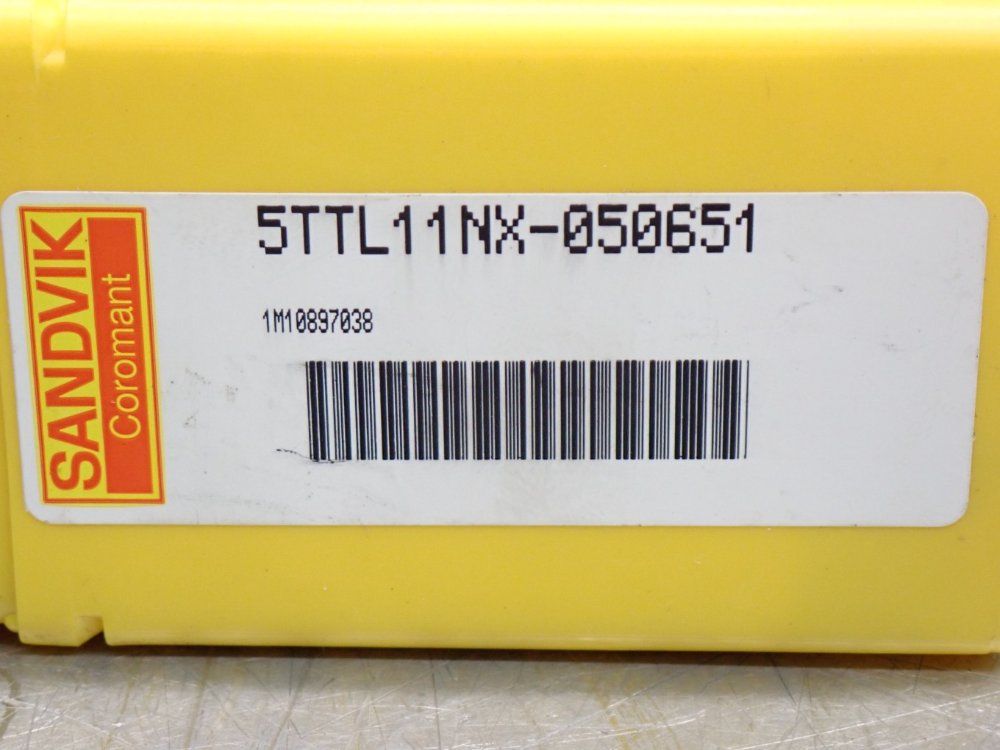 SANDVIK
Coromant
5TTL11NX-050651
1M10897038